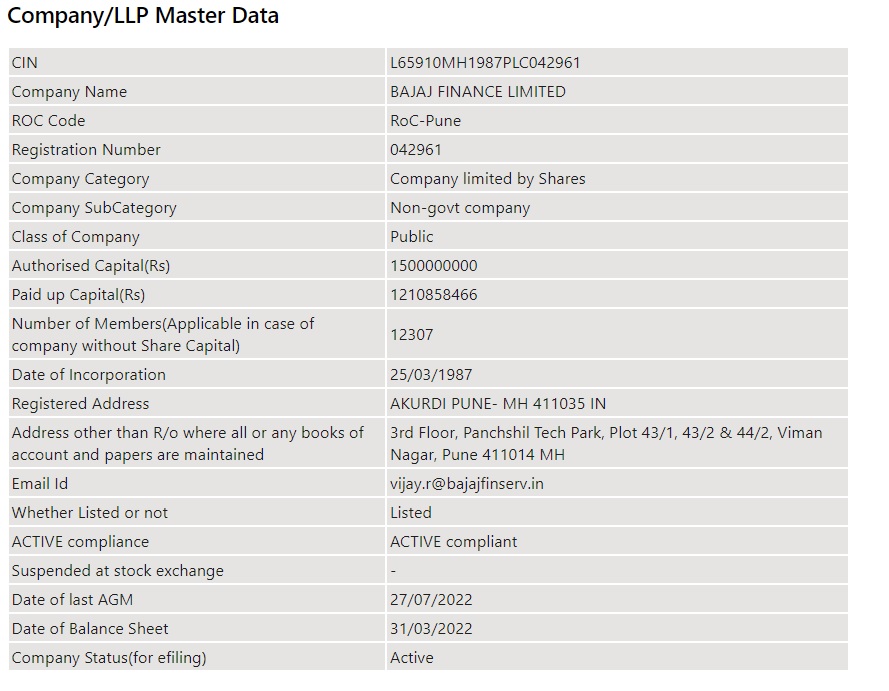 Company/LLP Master Data
CIN L65910MH1987PLC042961
Company Name BAJAJ FINANCE LIMITED
ROC Code RoC-Pune
Registration Number 042961
Company Category Company limited by Shares
Company SubCategory Non-govt company
Class of Company Public
Authorised Capital(Rs) 1500000000
Paid up Capital(Rs) 1210858466
Number of Members(Applicable in case of
company without Share Capital) 12307
Date of Incorporation 25/03/1987
Registered Address AKURDI PUNE- MH 411035 IN
Address other than R/o where all or any books of
account and papers are maintained
3rd Floor, Panchshil Tech Park, Plot 43/1, 43/2 & 44/2, Viman
Nagar, Pune 411014 MH
Email Id vijay.r@bajajfinserv.in
Whether Listed or not Listed
ACTIVE compliance ACTIVE compliant
Suspended at stock exchange -
Date of last AGM 27/07/2022
Date of Balance Sheet 31/03/2022
Company Status(for efiling) Active